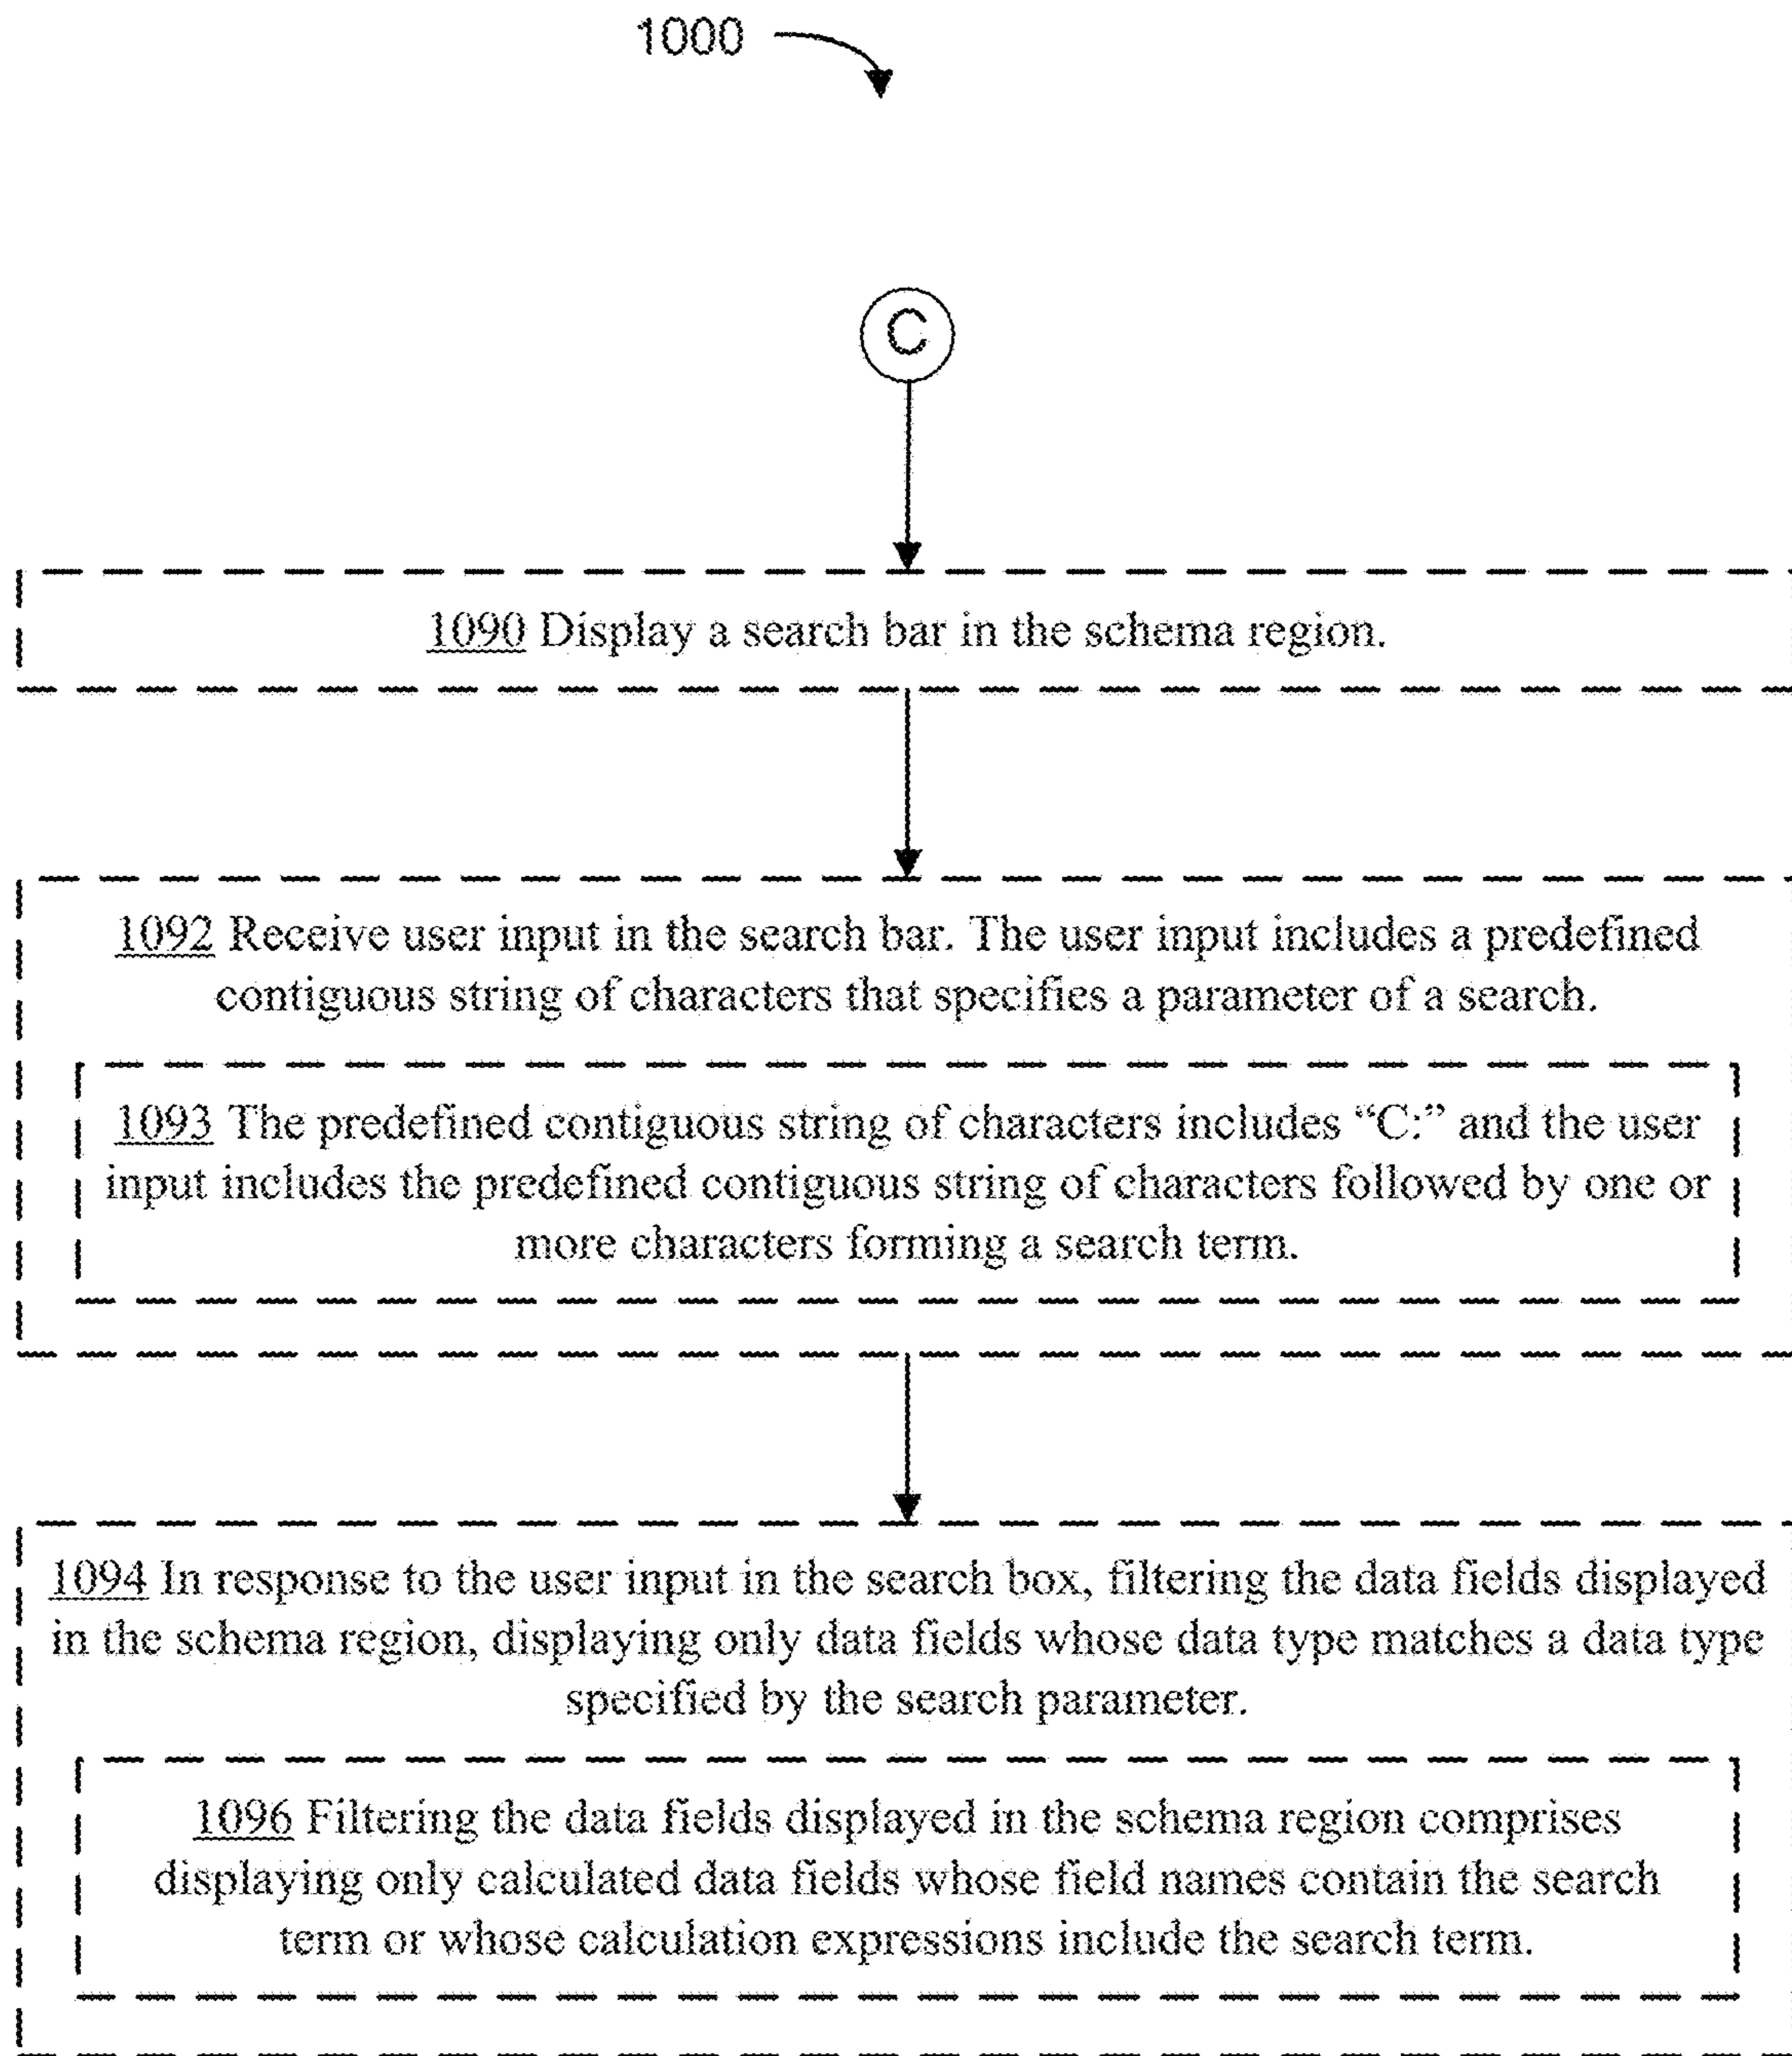 1000
C
1090 Display a search bar in the schema region.
1092 Receive user input in the search bar. The user input includes a predefined
contiguous string of characters that specifies a parameter of a search.
1093 The predefined contiguous string of characters includes “C:” and the user
input includes the predefined contiguous string of characters followed by one or
more characters forming a search term.
1094 In response to the user input in the search box, filtering the data fields displayed
in the schema region, displaying only data fields whose data type matches a data type
specified by the search parameter.
1096 Filtering the data fields displayed in the schema region comprises
displaying only calculated data fields whose field names contain the search
term or whose calculation expressions include the search term.